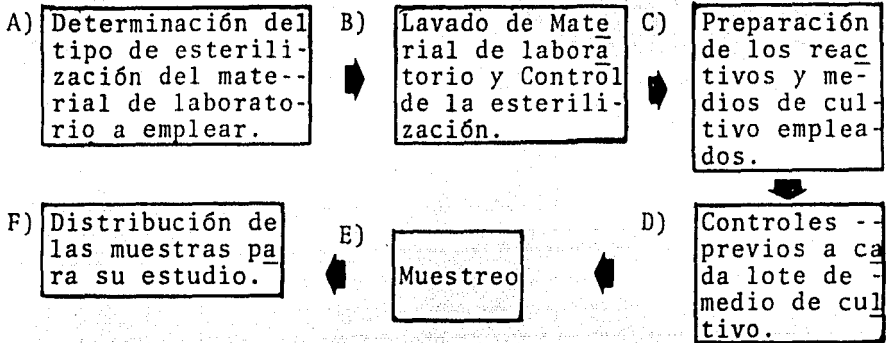 A)
Determinación del
tipo de esterili-
zación del mate--
rial de laborato-
rio a emplear.
B)
Lavado de Mate
rial de labora
torio y Control
de la esterili-
zación.
C)
Preparación
de los reac
tivos y me-
dios de cul-
tivo emplea-
dos.
D)
Controles --
previos a ca
da lote de -
medio de cul
tivo.
E)
Muestreo
F)
Distribución de
las muestras pa
ra su estudio.